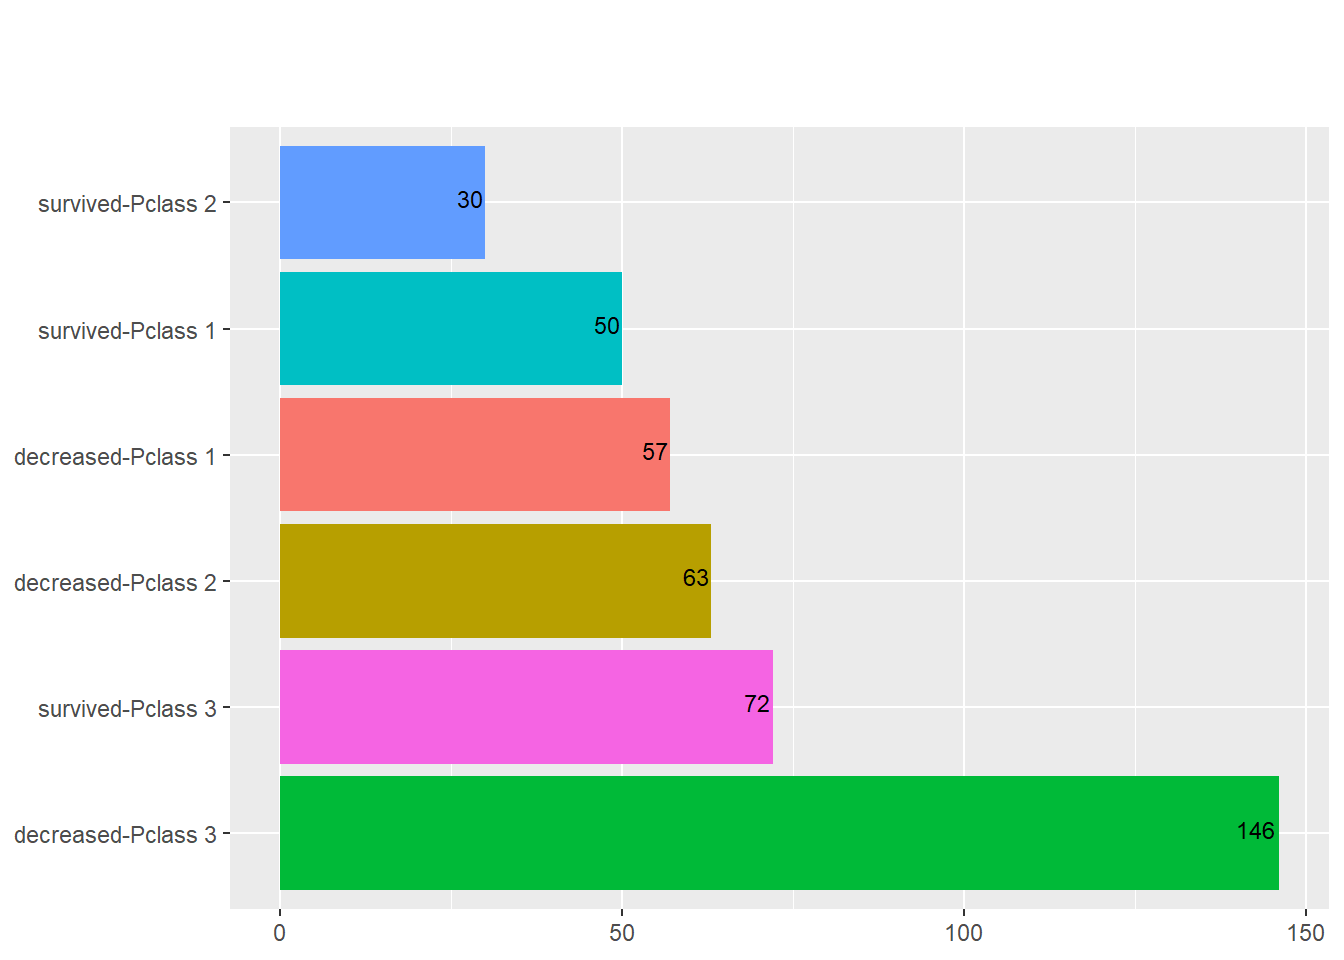 survived-Pclass 2
30
survived-Pclass 1
50
decreased-Pclass 1
57
decreased-Pclass 2
63
survived-Pclass 3
72
decreased-Pclass 3
146
0 50 100 150